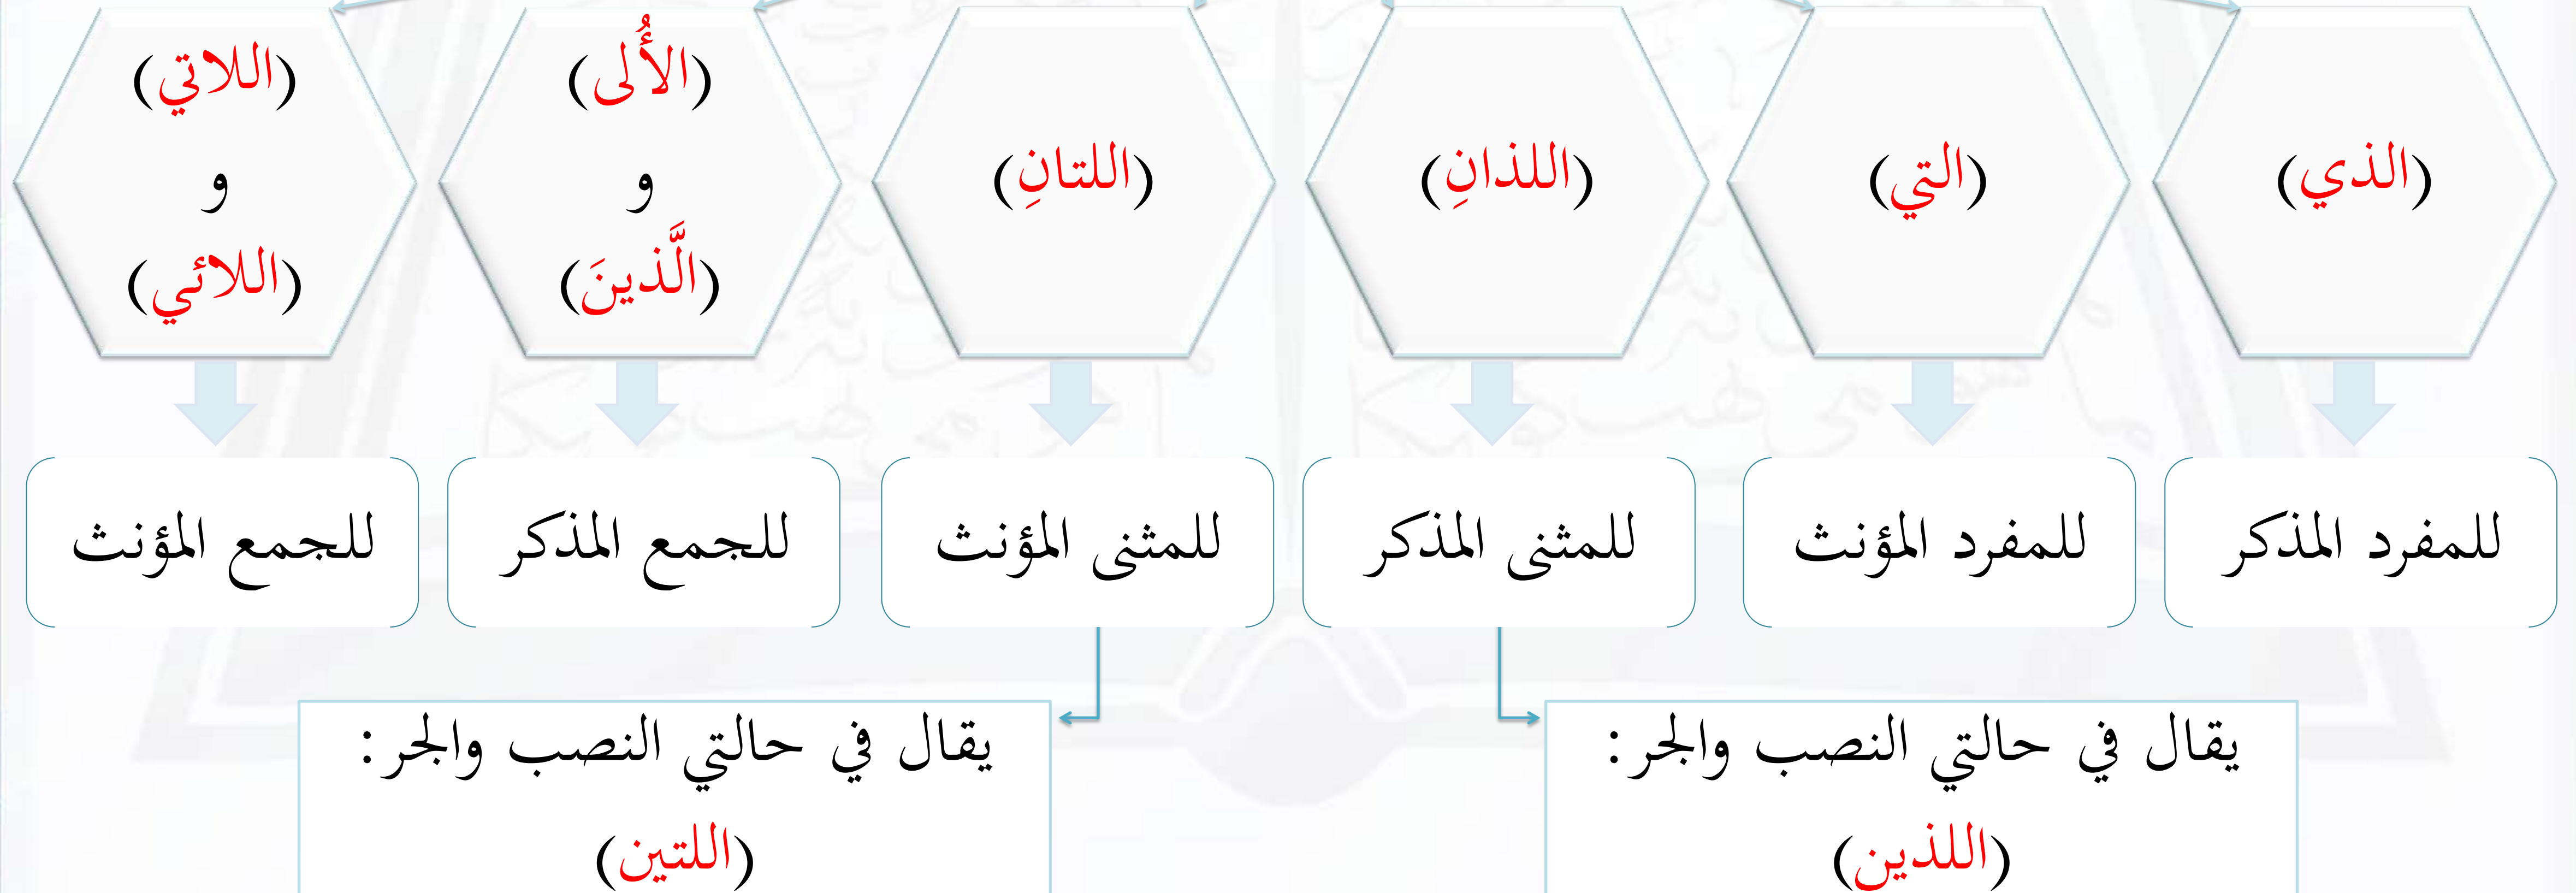 (الذي)
(التي)
(اللذانِ)
(اللتانِ)
(الأُلى)
و
(الَّذينَ)
(اللاتي)
و
(اللائي)
للمفرد المذكر
للمفرد المؤنث
للمثنى المذكر
للمثنى المؤنث
للجمع المذكر
للجمع المؤنث
يقال في حالتي النصب والجر:
(اللذين)
يقال في حالتي النصب والجر:
(اللتين)